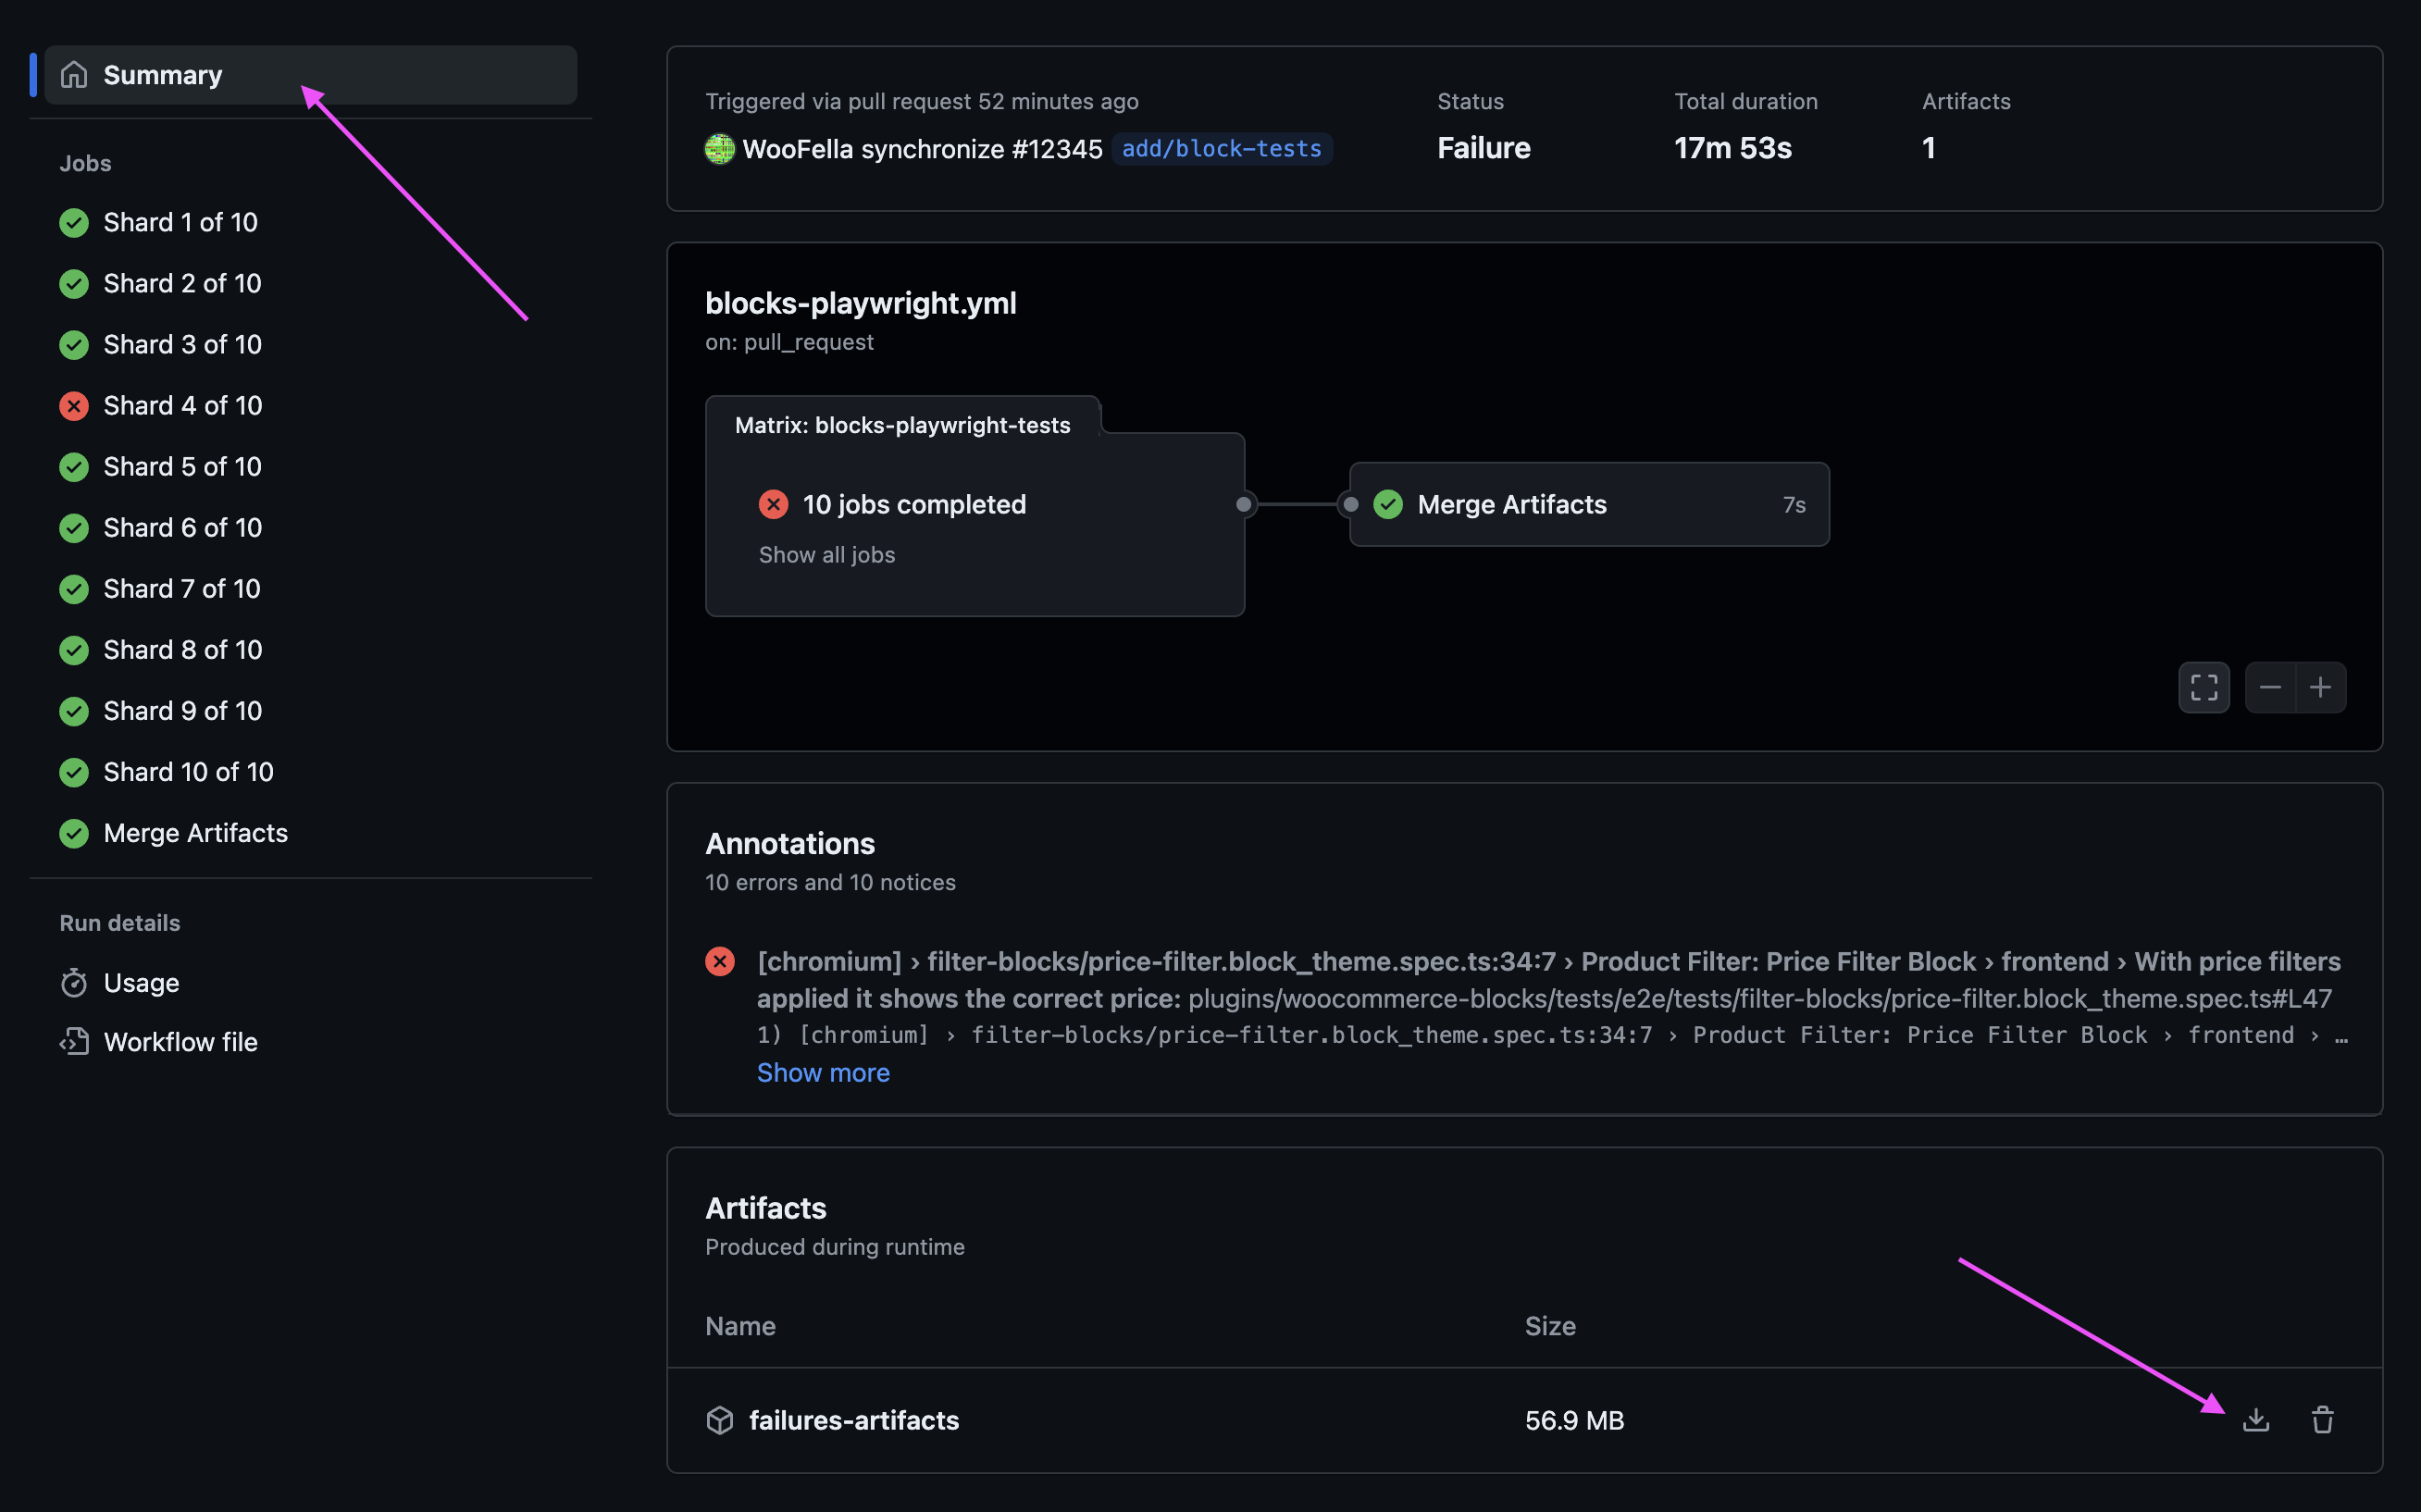 Summary
Jobs
Shard 1 of 10
Shard 2 of 10
Shard 3 of 10
Shard 4 of 10
Shard 5 of 10
Shard 6 of 10
Shard 7 of 10
Shard 8 of 10
Shard 9 of 10
Shard 10 of 10
Merge Artifacts
Run details
Usage
Workflow file
Triggered via pull request 52 minutes ago
WooFella synchronize #12345 add/block-tests
Status
Failure
Total duration
17m 53s
Artifacts
1
blocks-playwright.yml
on: pull_request
Matrix: blocks-playwright-tests
10 jobs completed
Show all jobs
Merge Artifacts 7s
Annotations
10 errors and 10 notices
[chromium] › filter-blocks/price-filter.block_theme.spec.ts:34:7 › Product Filter: Price Filter Block › frontend › With price filters
applied it shows the correct price: plugins/woocommerce-blocks/tests/e2e/tests/filter-blocks/price-filter.block_theme.spec.ts#L47
1) [chromium] › filter-blocks/price-filter.block_theme.spec.ts:34:7 › Product Filter: Price Filter Block › frontend › …
Show more
Artifacts
Produced during runtime
Name Size
failures-artifacts 56.9 MB